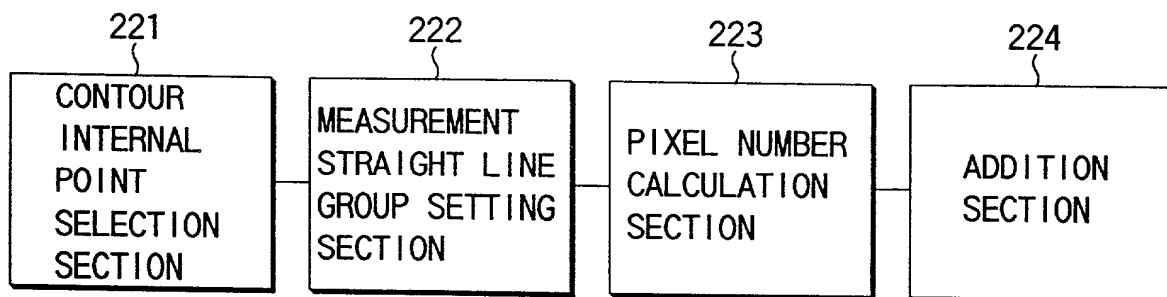 221
222
223
224
CONTOUR
INTERNAL
POINT
SELECTION
SECTION
MEASUREMENT
STRAIGHT LINE
GROUP SETTING
SECTION
PIXEL NUMBER
CALCULATION
SECTION
ADDITION
SECTION